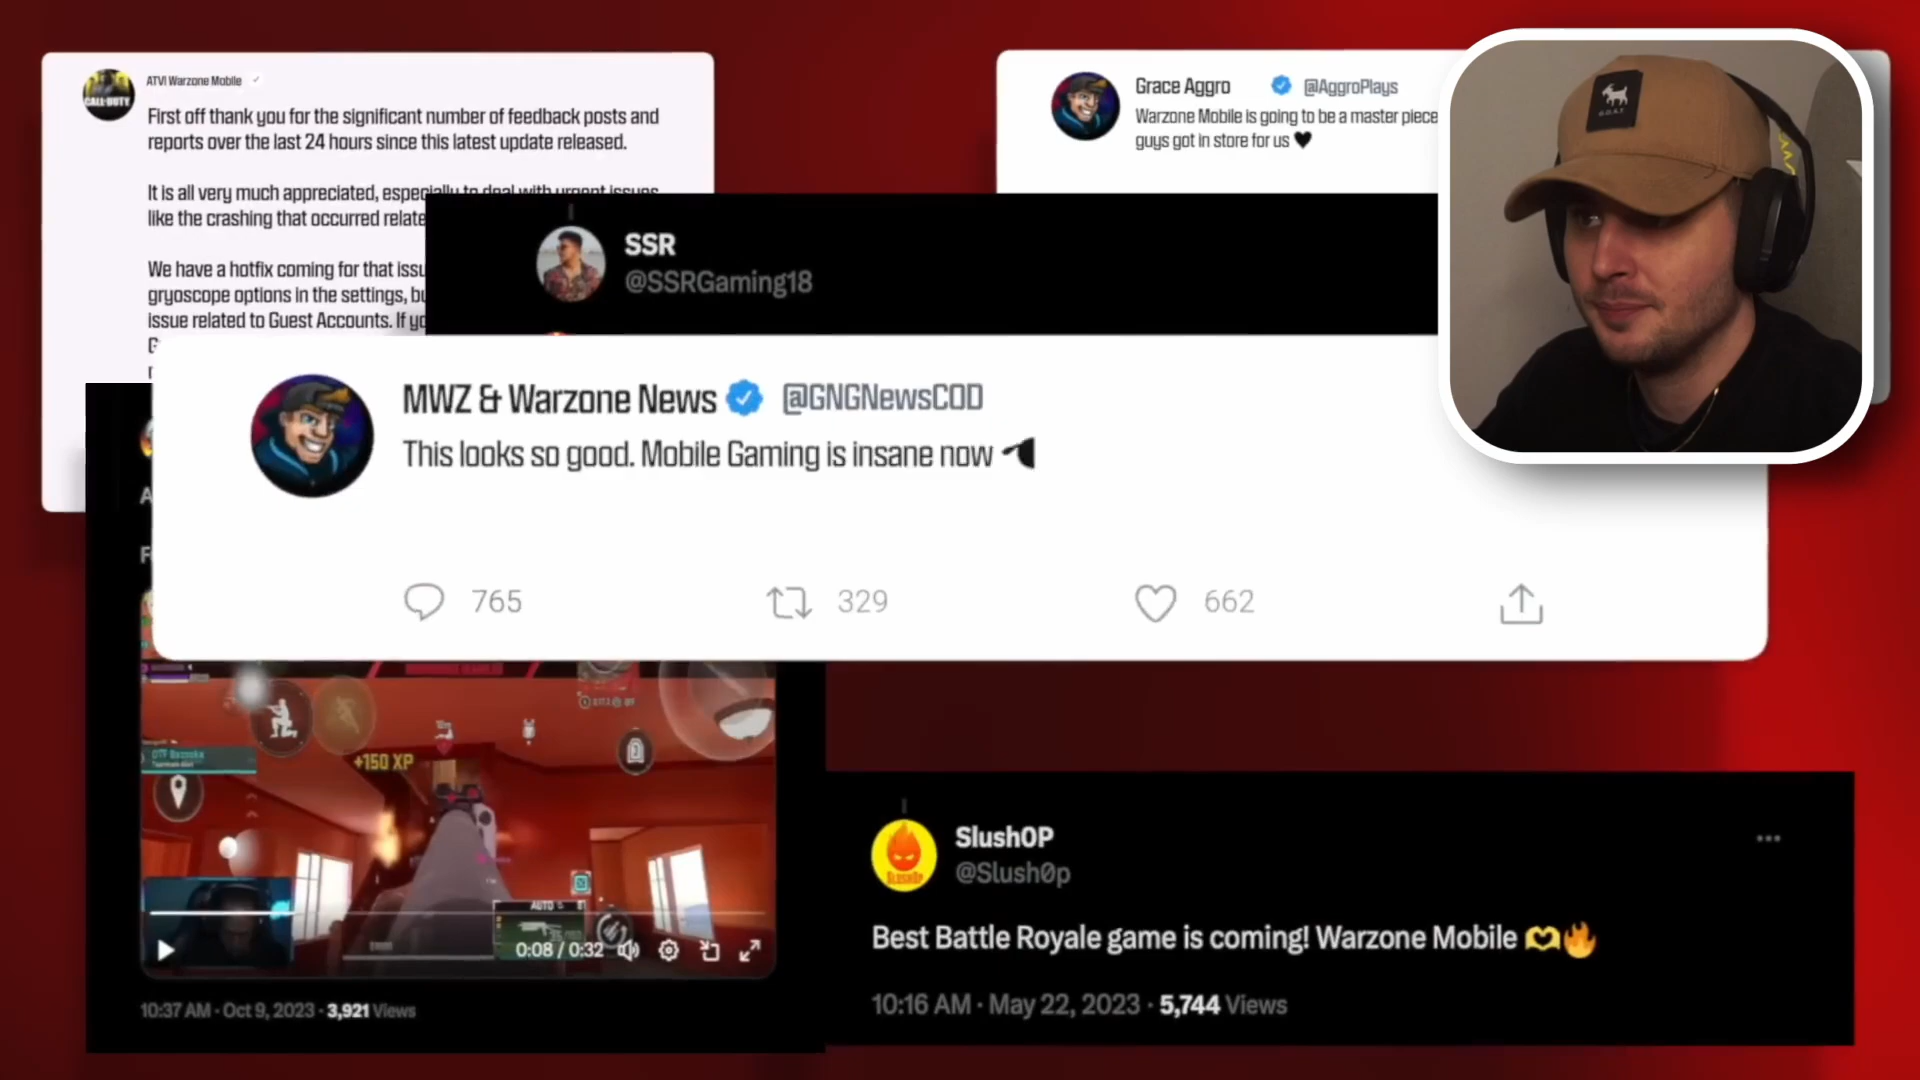 CALL OF DUTY
ATVI Warzone Mobile
First off thank you for the significant number of feedback posts and
reports over the last 24 hours since this latest update released.
It is all very much appreciated, especially to deal with urgent issues
like the crashing that occurred relate
We have a hotfix coming for that issu
gryoscope options in the settings, bu
issue related to Guest Accounts. If yo
Grace Aggro @AggroPlays
Warzone Mobile is going to be a master piece
guys got in store for us 🖤
G.O.A.T
SSR
@SSRGaming18
MWZ & Warzone News @GNGNewsCOD
This looks so good. Mobile Gaming is insane now
765 329 662
+150 XP
AUTO
0:08 / 0:32
10:37 AM · Oct 9, 2023 · 3,921 Views
SLUSH0P
Slush0P
@Slush0p
Best Battle Royale game is coming! Warzone Mobile 🫶🔥
10:16 AM · May 22, 2023 · 5,744 Views